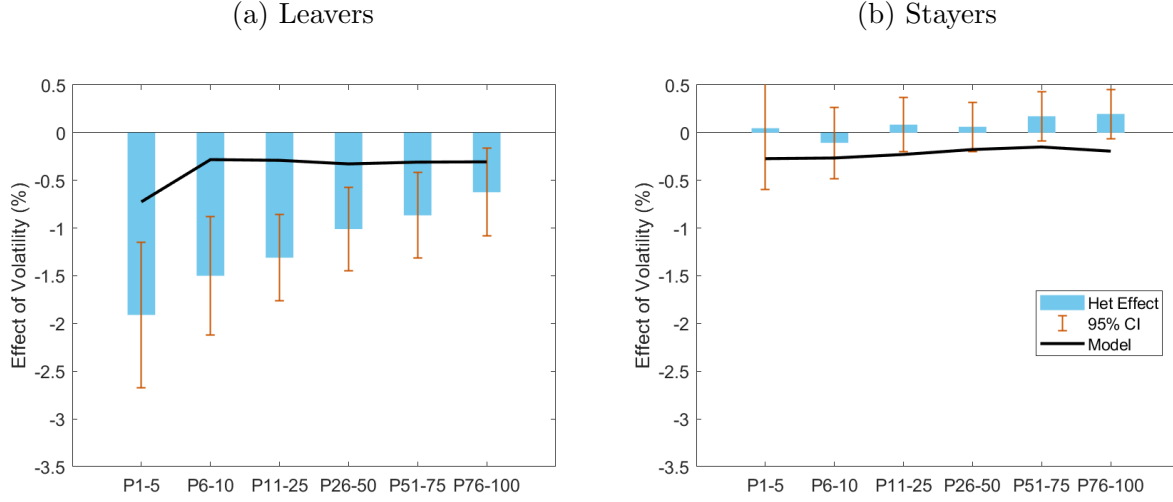 (a) Leavers
0.5
0
-0.5
-1
-1.5
-2
-2.5
-3
-3.5
Effect of Volatility (%)
P1-5 P6-10 P11-25 P26-50 P51-75 P76-100
(b) Stayers
0.5
0
-0.5
-1
-1.5
-2
-2.5
-3
-3.5
Effect of Volatility (%)
Het Effect
95% CI
Model
P1-5 P6-10 P11-25 P26-50 P51-75 P76-100